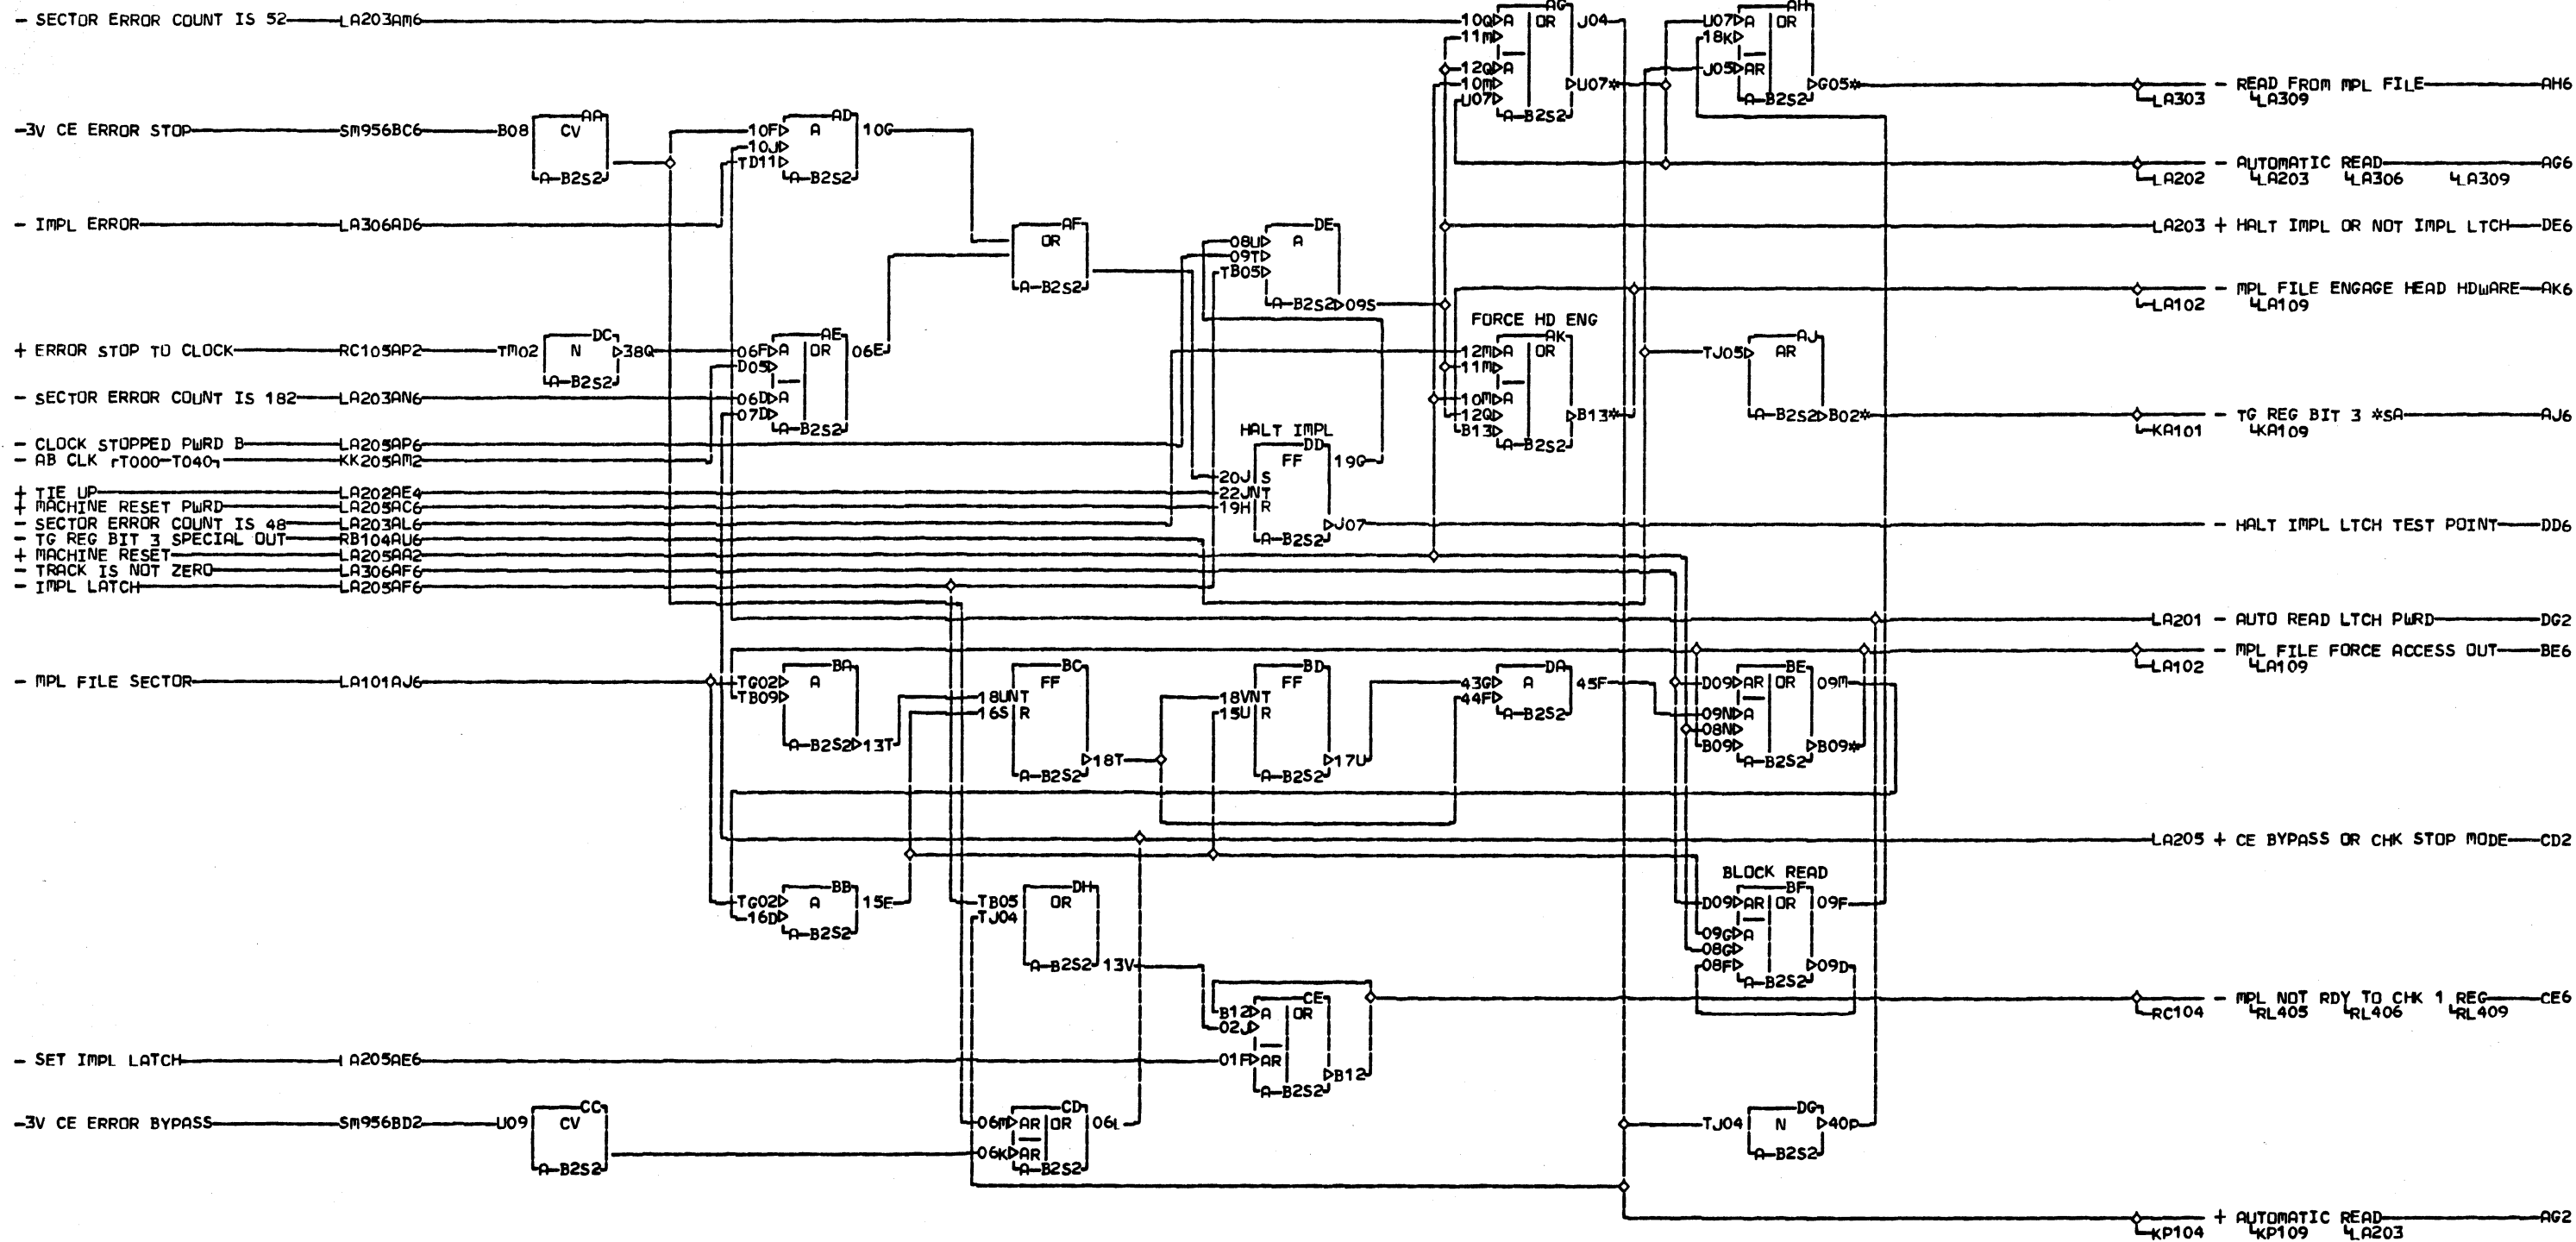 - SECTOR ERROR COUNT IS 52 LA203AM6
-3V CE ERROR STOP SM956BC6 B08
- IMPL ERROR LA306AD6
+ ERROR STOP TO CLOCK RC105AP2 TM02
- SECTOR ERROR COUNT IS 182 LA203AN6
- CLOCK STOPPED PWRD B LA205AP6
- AB CLK ┌T000-T040┐ KK205AM2
+ TIE UP LA202AE4
+ MACHINE RESET PWRD LA205AC6
- SECTOR ERROR COUNT IS 48 LA203AL6
- TG REG BIT 3 SPECIAL OUT RB104AU6
+ MACHINE RESET LA205AA2
- TRACK IS NOT ZERO LA306AF6
- IMPL LATCH LA205AF6
- MPL FILE SECTOR LA101AJ6
- SET IMPL LATCH LA205AE6
-3V CE ERROR BYPASS SM956BD2 U09
AA
CV
A-B2S2
DC
N 38Q
A-B2S2
CC
CV
A-B2S2
AD
10F A 10G
10J
TD11
A-B2S2
AE
06F A OR 06E
D05
06D A
07D
A-B2S2
BA
TG02 A
TB09
A-B2S2 13T
BB
TG02 A 15E
16D
A-B2S2
AF
OR
A-B2S2
BC
FF
18U NT
16S R
18T
A-B2S2
DH
TB05 OR
TJ04
A-B2S2 13V
CD
06M AR OR 06L
06K AR
A-B2S2
DE
08U A
09T
TB05
A-B2S2 09S
HALT IMPL
DD
FF 19G
20J S
22J NT
19H R
J07
A-B2S2
BD
FF
18V NT
15U R
17U
A-B2S2
CE
B12 A OR
02J
01F AR
B12
A-B2S2
AG
10Q A OR J04
11M
12Q A
10M U07*
U07
A-B2S2
FORCE HD ENG
AK
12M A OR
11M
10M A
12Q B13*
B13
A-B2S2
DA
43G A 45F
44F
A-B2S2
AH
U07 A OR
18K
J05 AR
G05*
A-B2S2
AJ
TJ05 AR
A-B2S2 B02*
BE
D09 AR OR 09M
09N A
08N
B09 B09*
A-B2S2
BLOCK READ
BF
D09 AR OR 09F
09G A
08G
08F 09D
A-B2S2
DG
TJ04 N 40P
A-B2S2
- READ FROM MPL FILE AH6
LA303 LA309
- AUTOMATIC READ AG6
LA202 LA203 LA306 LA309
LA203 + HALT IMPL OR NOT IMPL LTCH DE6
- MPL FILE ENGAGE HEAD HDWARE AK6
LA102 LA109
- TG REG BIT 3 *SA AJ6
KA101 KA109
- HALT IMPL LTCH TEST POINT DD6
LA201 - AUTO READ LTCH PWRD DG2
- MPL FILE FORCE ACCESS OUT BE6
LA102 LA109
LA205 + CE BYPASS OR CHK STOP MODE CD2
- MPL NOT RDY TO CHK 1 REG CE6
RC104 RL405 RL406 RL409
+ AUTOMATIC READ AG2
KP104 KP109 LA203